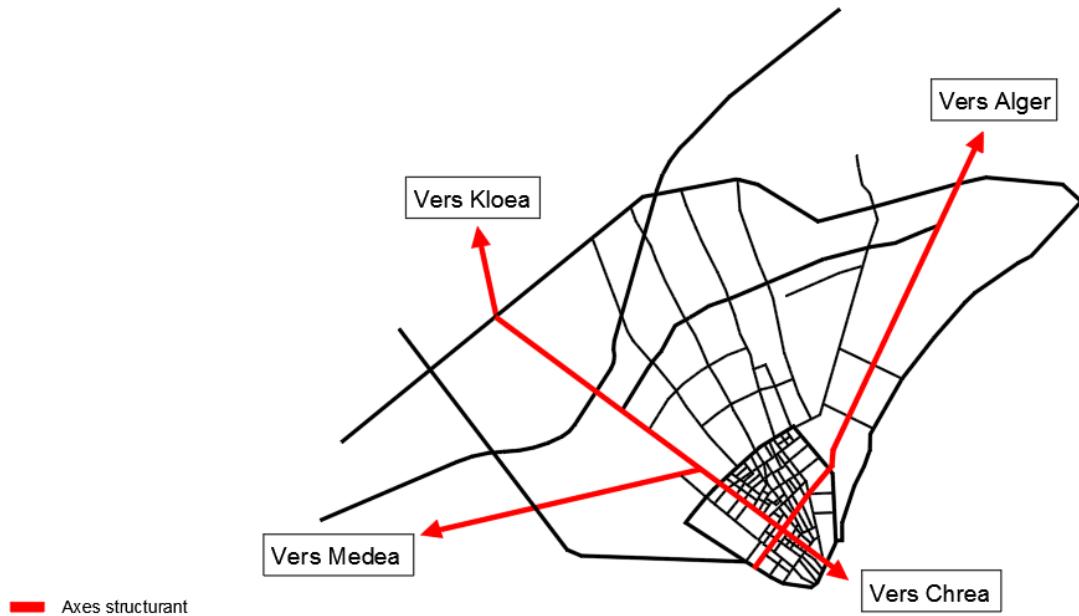 Vers Alger
Vers Kloea
Vers Medea
Vers Chrea
Axes structurant